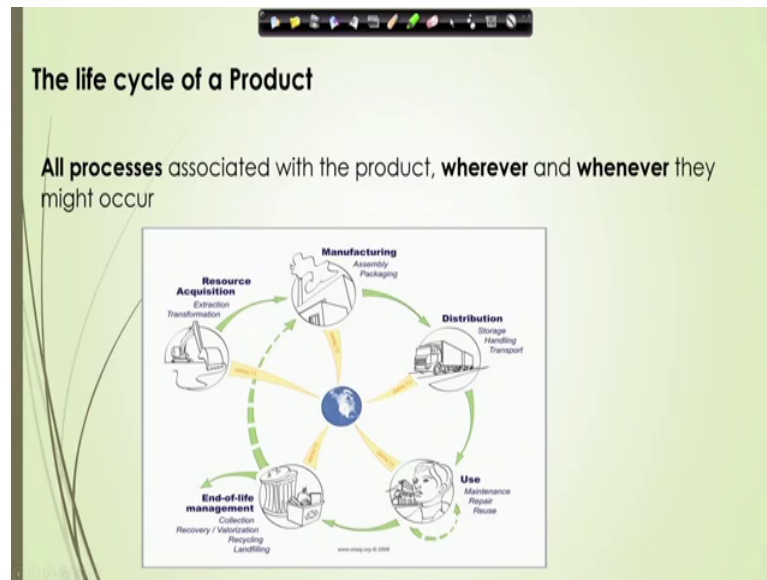 The life cycle of a Product
All processes associated with the product, wherever and whenever they
might occur
Manufacturing
Assembly
Packaging
Resource
Acquisition
Extraction
Transformation
Distribution
Storage
Handling
Transport
Use
Maintenance
Repair
Reuse
End-of-life
management
Collection
Recovery / Valorization
Recycling
Landfilling